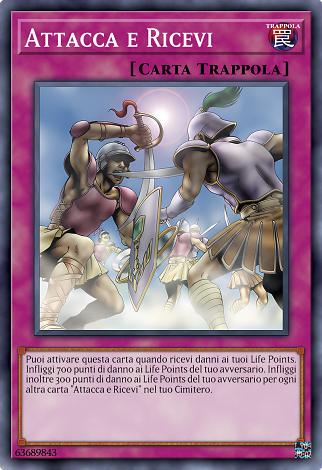 Attacca e Ricevi
TRAPPOLA
罠
[Carta Trappola]
Puoi attivare questa carta quando ricevi danni ai tuoi Life Points.
Infliggi 700 punti di danno ai Life Points del tuo avversario. Infliggi
inoltre 300 punti di danno ai Life Points del tuo avversario per ogni
altra carta "Attacca e Ricevi" nel tuo Cimitero.
63689843